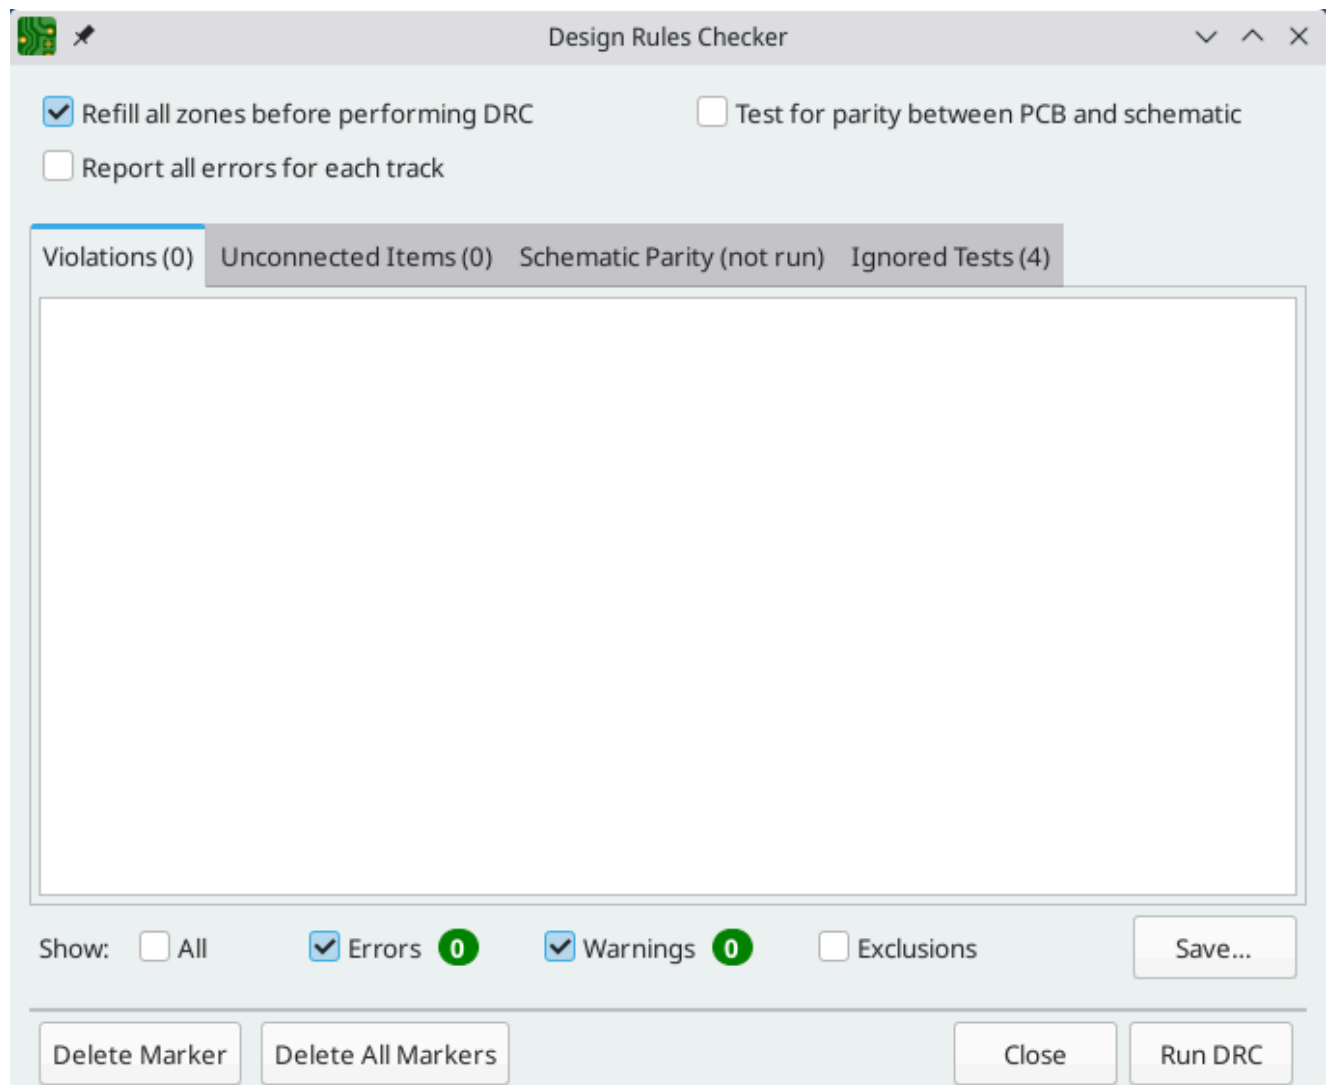 Design Rules Checker
Refill all zones before performing DRC
Test for parity between PCB and schematic
Report all errors for each track
Violations (0) Unconnected Items (0) Schematic Parity (not run) Ignored Tests (4)
Show: All Errors 0 Warnings 0 Exclusions Save...
Delete Marker Delete All Markers Close Run DRC